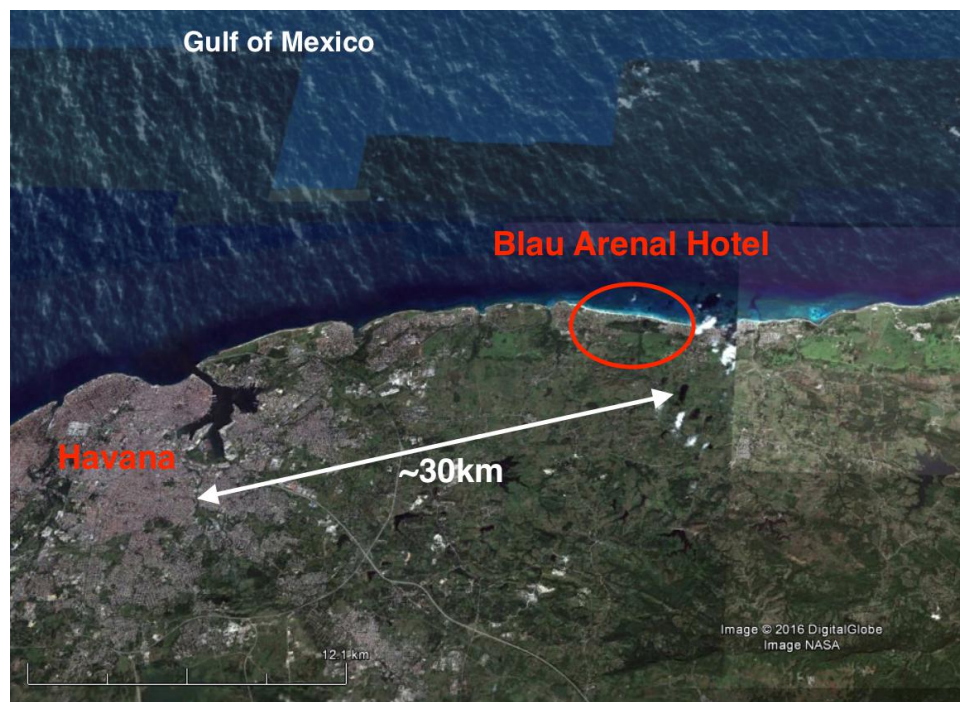 Gulf of Mexico
Blau Arenal Hotel
Havana
~30km
Image © 2016 DigitalGlobe
Image NASA
12.1 km